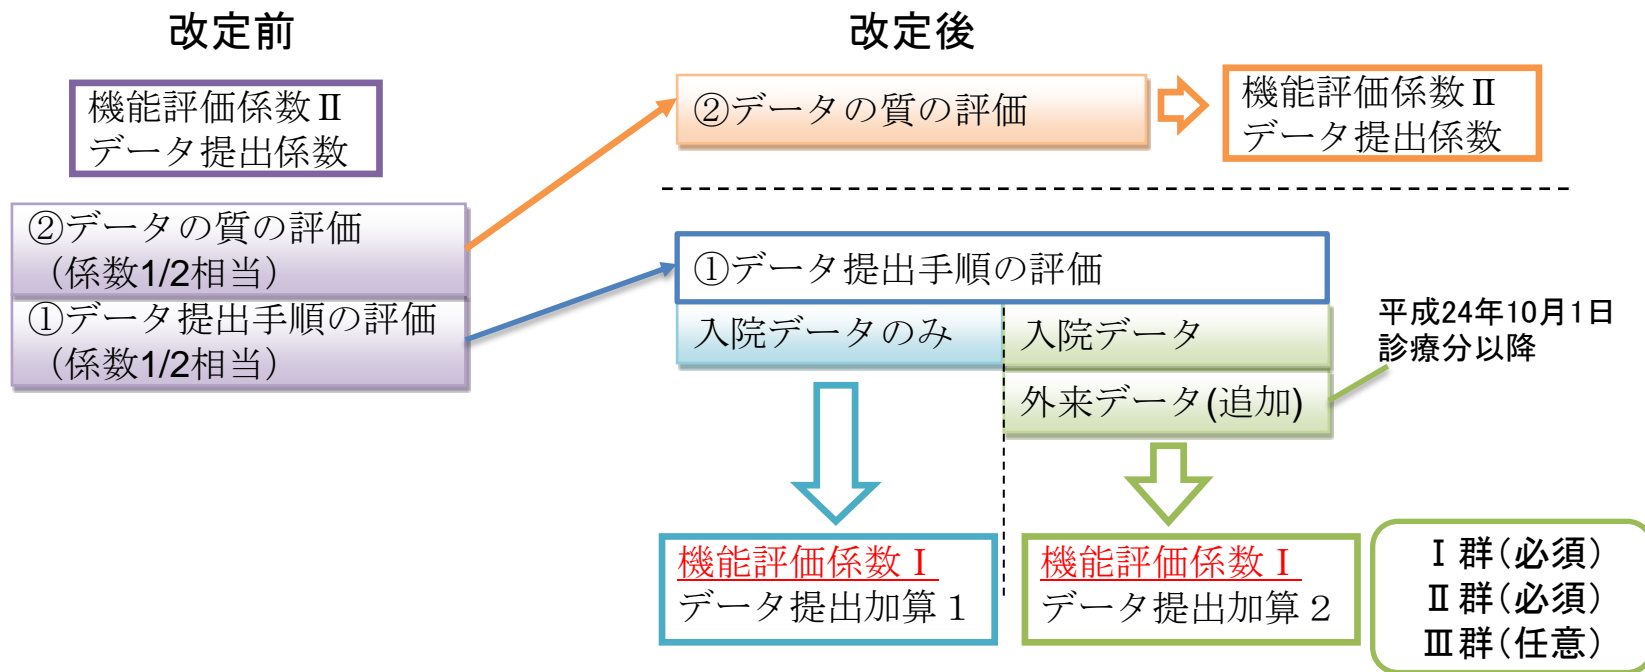 改定前
機能評価係数Ⅱ
データ提出係数
②データの質の評価
（係数1/2相当）
①データ提出手順の評価
（係数1/2相当）
改定後
②データの質の評価
機能評価係数Ⅱ
データ提出係数
①データ提出手順の評価
入院データのみ
入院データ
外来データ(追加)
平成24年10月1日
診療分以降
機能評価係数Ⅰ
データ提出加算１
機能評価係数Ⅰ
データ提出加算２
Ⅰ群（必須）
Ⅱ群（必須）
Ⅲ群（任意）